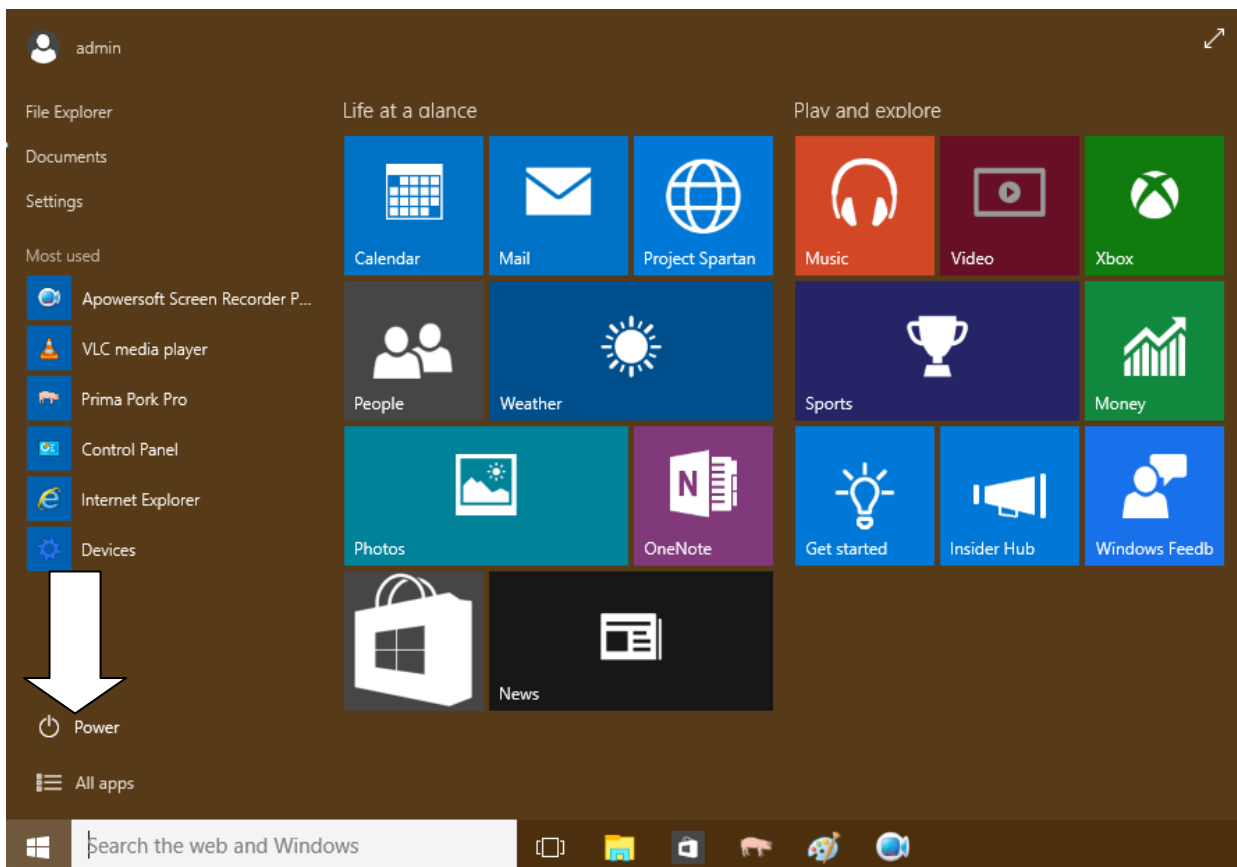 admin
File Explorer
Documents
Settings
Most used
Apowersoft Screen Recorder P...
VLC media player
Prima Pork Pro
Control Panel
Internet Explorer
Devices
Power
All apps
Life at a glance
Calendar
Mail
Project Spartan
People
Weather
Photos
OneNote
News
Play and explore
Music
Video
Xbox
Sports
Money
Get started
Insider Hub
Windows Feedb
Search the web and Windows